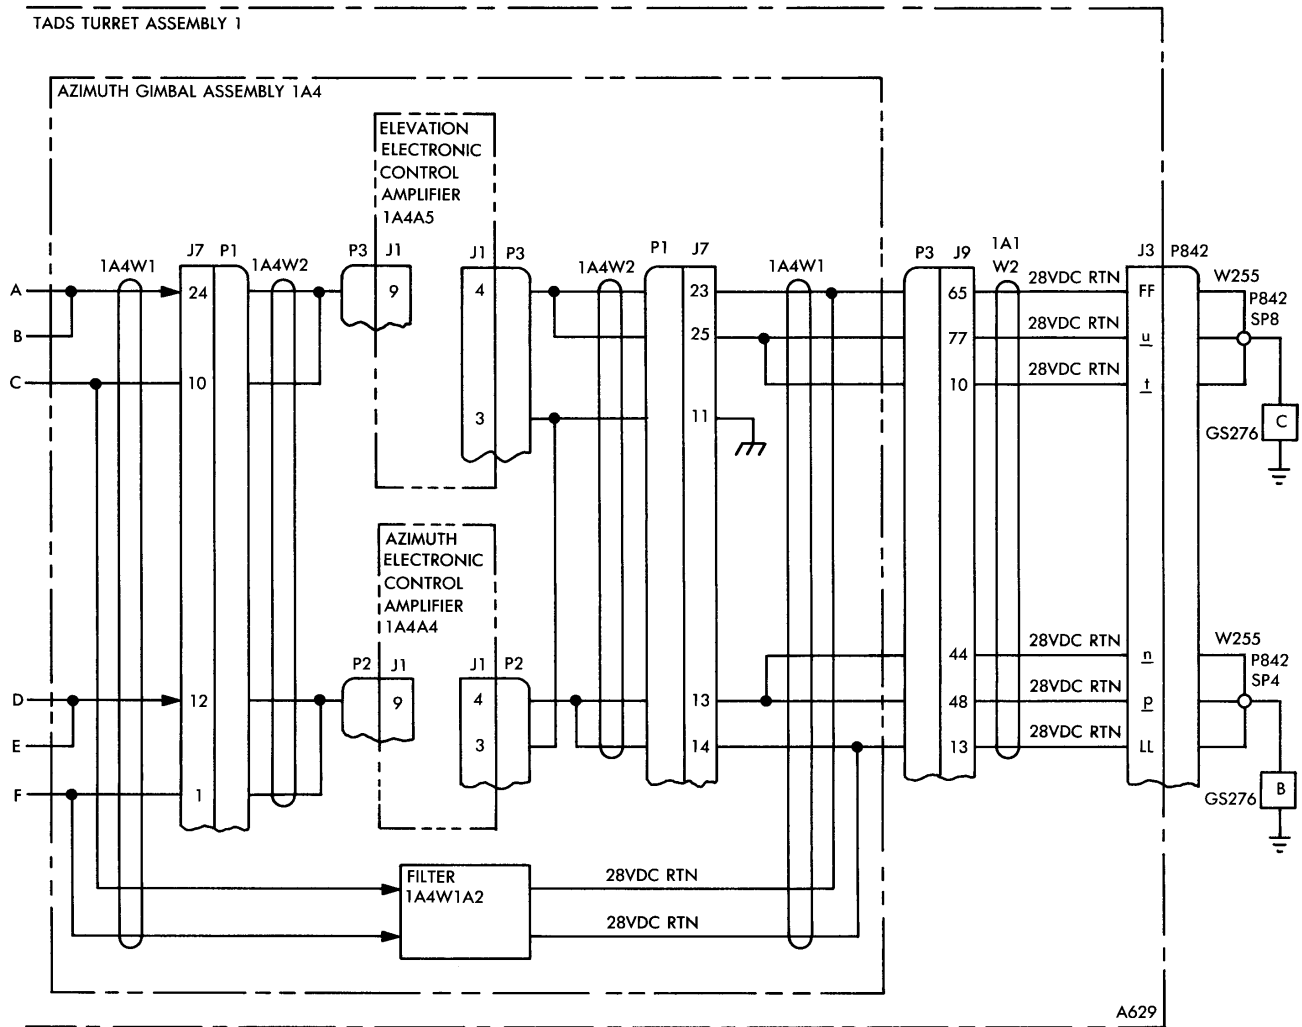 TADS TURRET ASSEMBLY 1
AZIMUTH GIMBAL ASSEMBLY 1A4
ELEVATION
ELECTRONIC
CONTROL
AMPLIFIER
1A4A5
1A4W1
J7 P1
1A4W2
P3 J1
J1 P3
1A4W2
P1 J7
1A4W1
P3 J9
1A1
W2
J3 P842
A
24
9
4
23
65
28VDC RTN
FF
W255
P842
SP8
B
25
77
28VDC RTN
u
C
10
10
28VDC RTN
t
3
11
GS276
C
AZIMUTH
ELECTRONIC
CONTROL
AMPLIFIER
1A4A4
P2 J1
J1 P2
44
28VDC RTN
n
W255
P842
SP4
D
12
9
4
13
48
28VDC RTN
p
E
3
14
13
28VDC RTN
LL
F
1
GS276
B
FILTER
1A4W1A2
28VDC RTN
28VDC RTN
A629